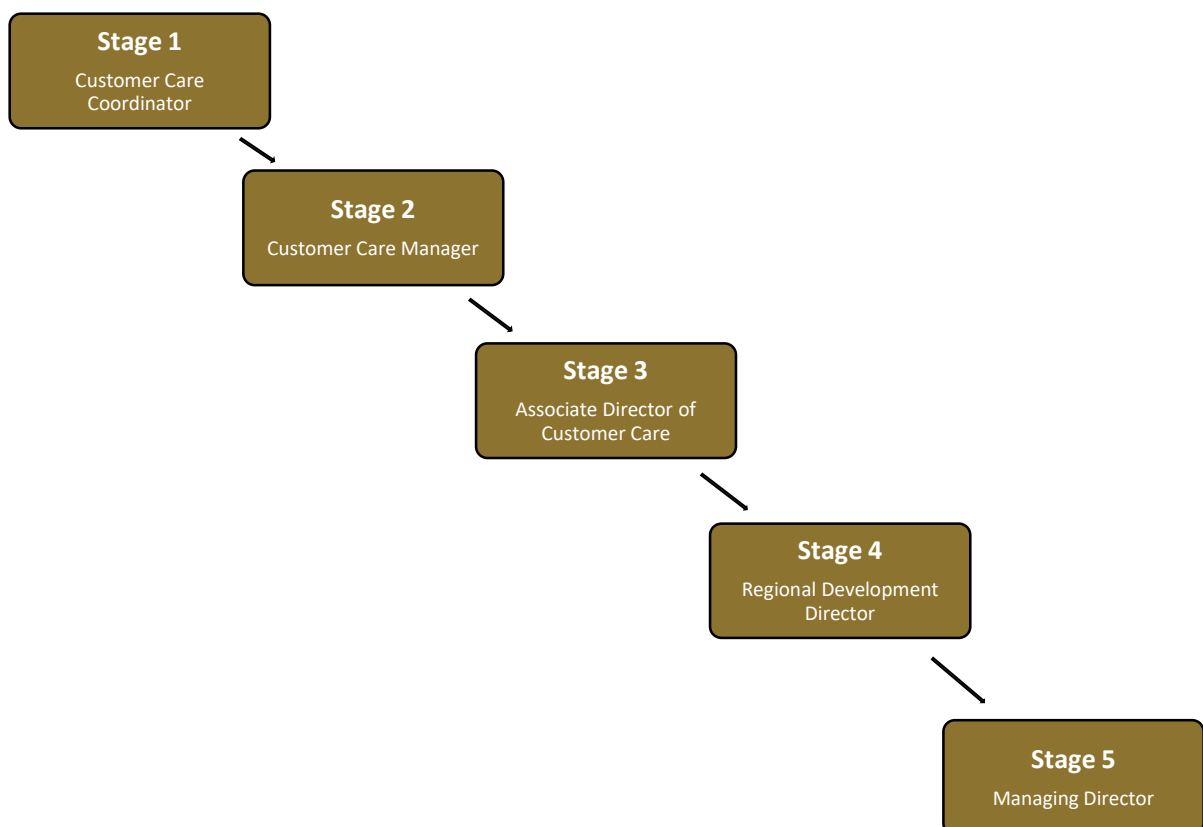 Stage 1
Customer Care
Coordinator
Stage 2
Customer Care Manager
Stage 3
Associate Director of
Customer Care
Stage 4
Regional Development
Director
Stage 5
Managing Director